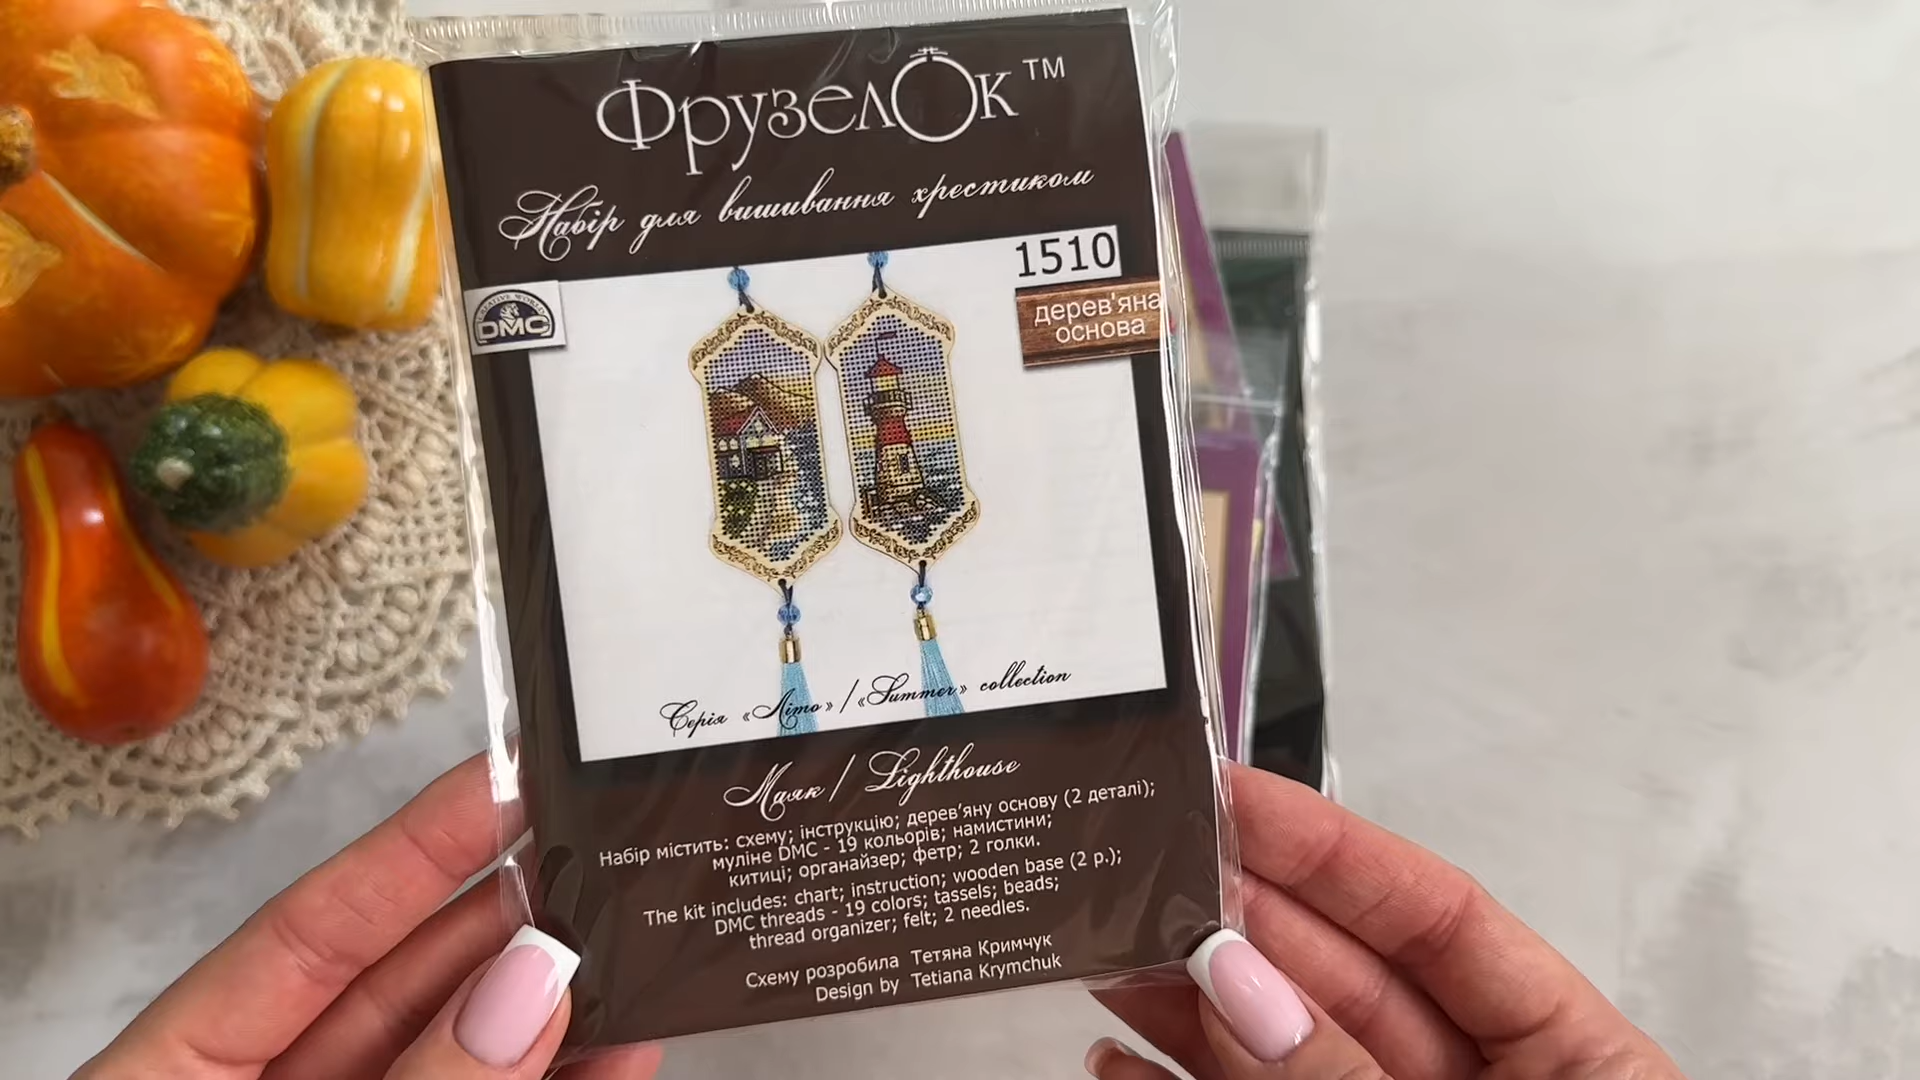 ФрузелОк™
Набір для вишивання хрестиком
1510
дерев'яна
основа
CREATIVE WORLD
DMC
Серія «Літо» / «Summer» collection
Маяк / Lighthouse
Набір містить: схему; інструкцію; дерев’яну основу (2 деталі);
муліне DMC - 19 кольорів; намистини;
китиці; органайзер; фетр; 2 голки.
The kit includes: chart; instruction; wooden base (2 p.);
DMC threads - 19 colors; tassels; beads;
thread organizer; felt; 2 needles.
Схему розробила Тетяна Кримчук
Design by Tetiana Krymchuk